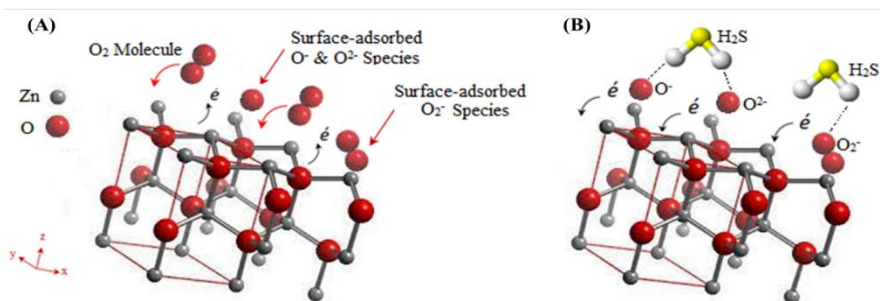 (A)
O2 Molecule
Surface-adsorbed
O- & O2- Species
Surface-adsorbed
O2- Species
Zn
O
é
é
z
y
x
(B)
H2S
H2S
O-
O2-
O2-
é
é
é